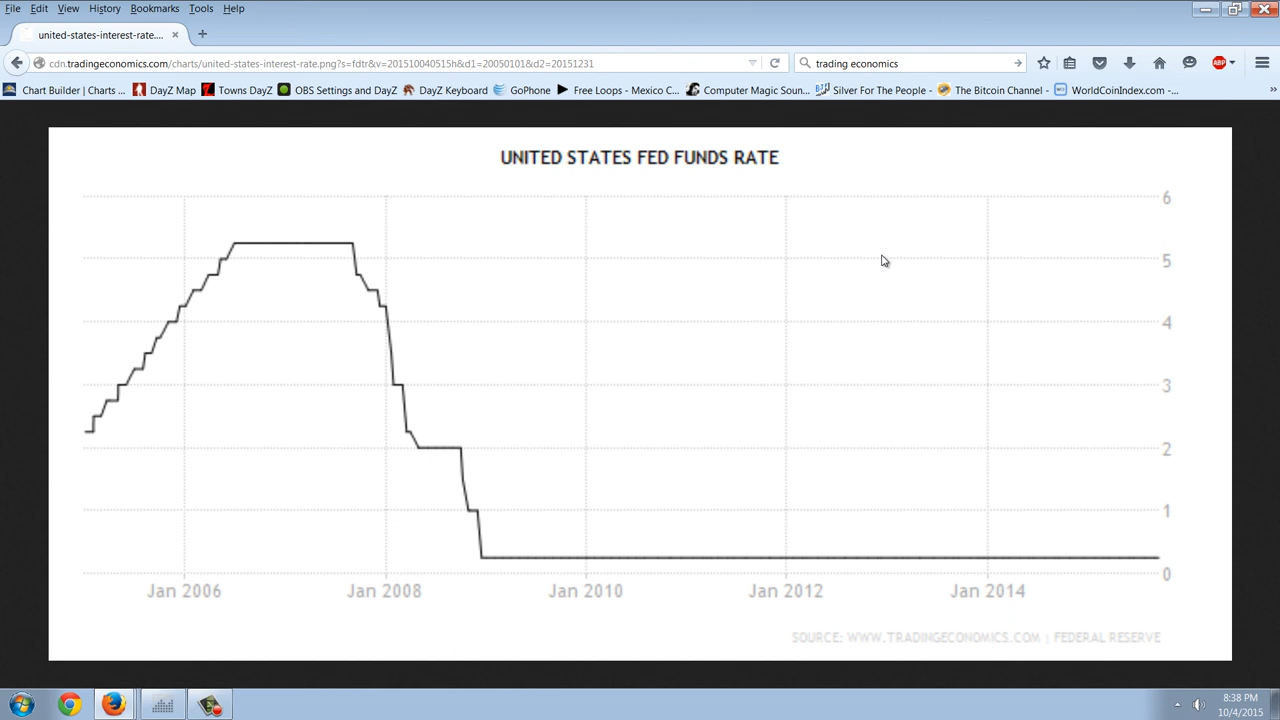 File Edit View History Bookmarks Tools Help
united-states-interest-rate....
cdn.tradingeconomics.com/charts/united-states-interest-rate.png?s=fdtr&v=201510040515h&d1=20050101&d2=20151231
trading economics
ABP
Chart Builder | Charts ... DayZ Map Towns DayZ OBS Settings and DayZ DayZ Keyboard GoPhone Free Loops - Mexico C... Computer Magic Soun... Silver For The People - The Bitcoin Channel - WorldCoinIndex.com -...
UNITED STATES FED FUNDS RATE
6
5
4
3
2
1
0
Jan 2006 Jan 2008 Jan 2010 Jan 2012 Jan 2014
SOURCE: WWW.TRADINGECONOMICS.COM | FEDERAL RESERVE
8:38 PM
10/4/2015